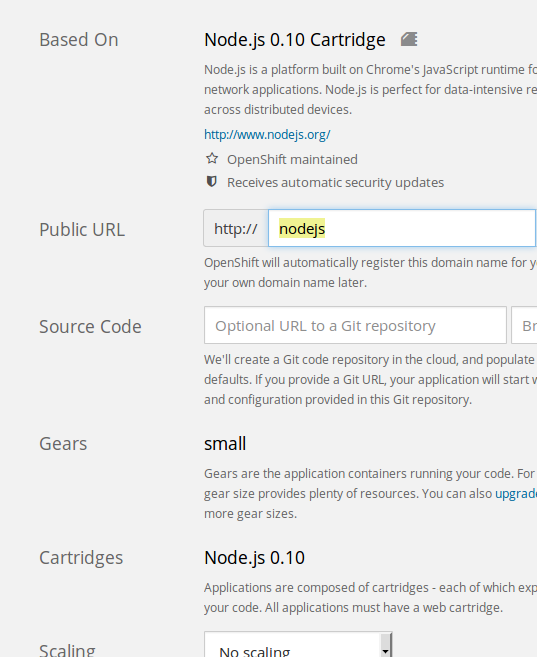 Based On
Node.js 0.10 Cartridge
Node.js is a platform built on Chrome's JavaScript runtime
network applications. Node.js is perfect for data-intensive
across distributed devices.
http://www.nodejs.org/
OpenShift maintained
Receives automatic security updates
Public URL
http://
nodejs
OpenShift will automatically register this domain name for
your own domain name later.
Source Code
Optional URL to a Git repository
Br
We'll create a Git code repository in the cloud, and populate
defaults. If you provide a Git URL, your application will start
and configuration provided in this Git repository.
Gears
small
Gears are the application containers running your code. For
gear size provides plenty of resources. You can also upgrade
more gear sizes.
Cartridges
Node.js 0.10
Applications are composed of cartridges - each of which
your code. All applications must have a web cartridge.
Scaling
No scaling